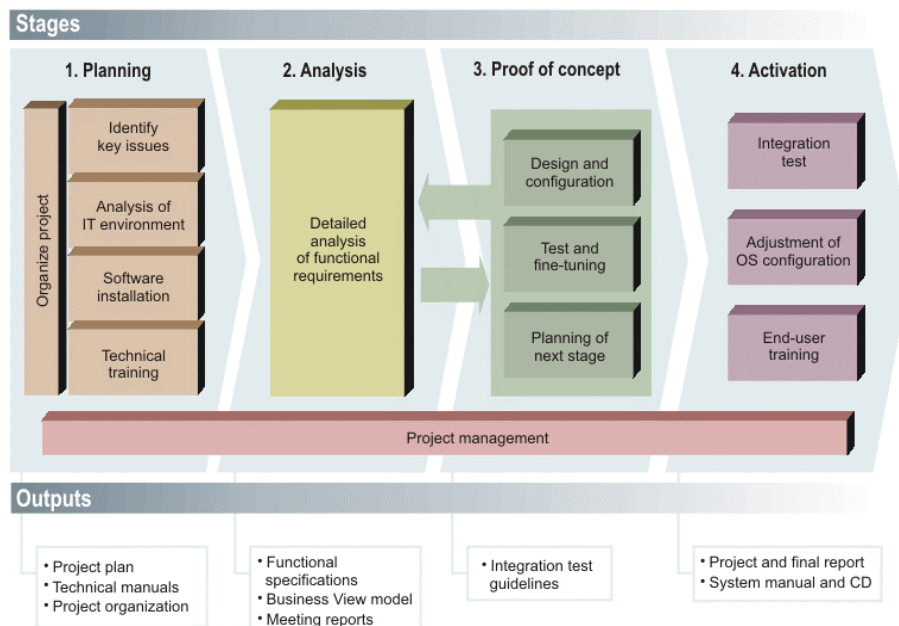 Stages
1. Planning
2. Analysis
3. Proof of concept
4. Activation
Organize project
Identify
key issues
Analysis of
IT environment
Software
installation
Technical
training
Detailed
analysis
of functional
requirements
Design and
configuration
Test and
fine-tuning
Planning of
next stage
Integration
test
Adjustment of
OS configuration
End-user
training
Project management
Outputs
• Project plan
• Technical manuals
• Project organization
• Functional
specifications
• Business View model
• Meeting reports
• Integration test
guidelines
• Project and final report
• System manual and CD